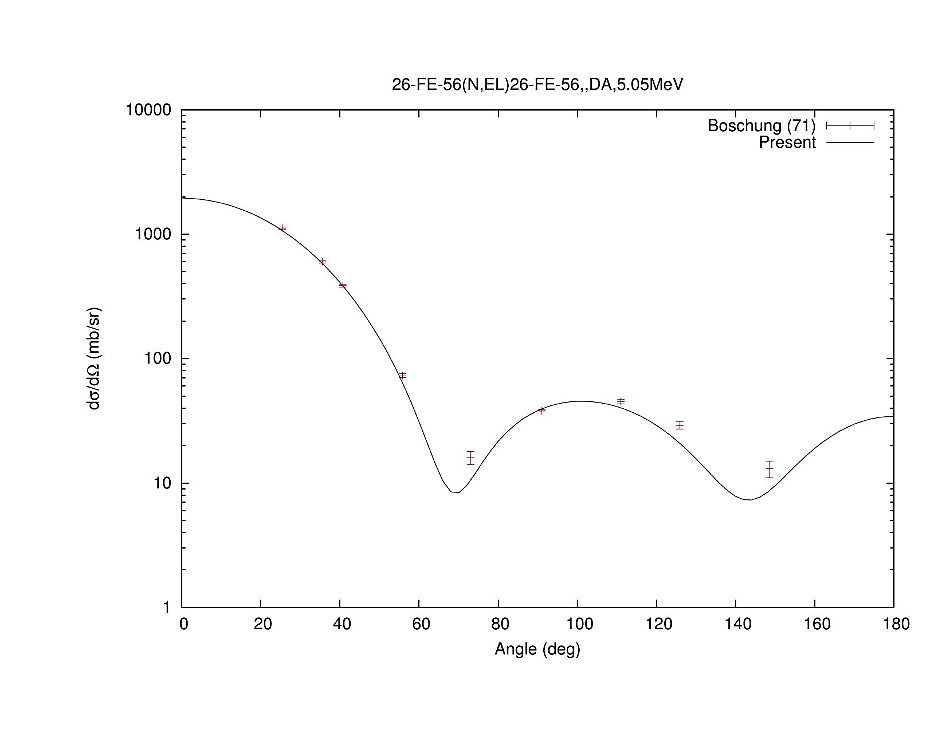 26-FE-56(N,EL)26-FE-56,,DA,5.05MeV
Boschung (71)
Present
10000
1000
100
10
1
dσ/dΩ (mb/sr)
0 20 40 60 80 100 120 140 160 180
Angle (deg)